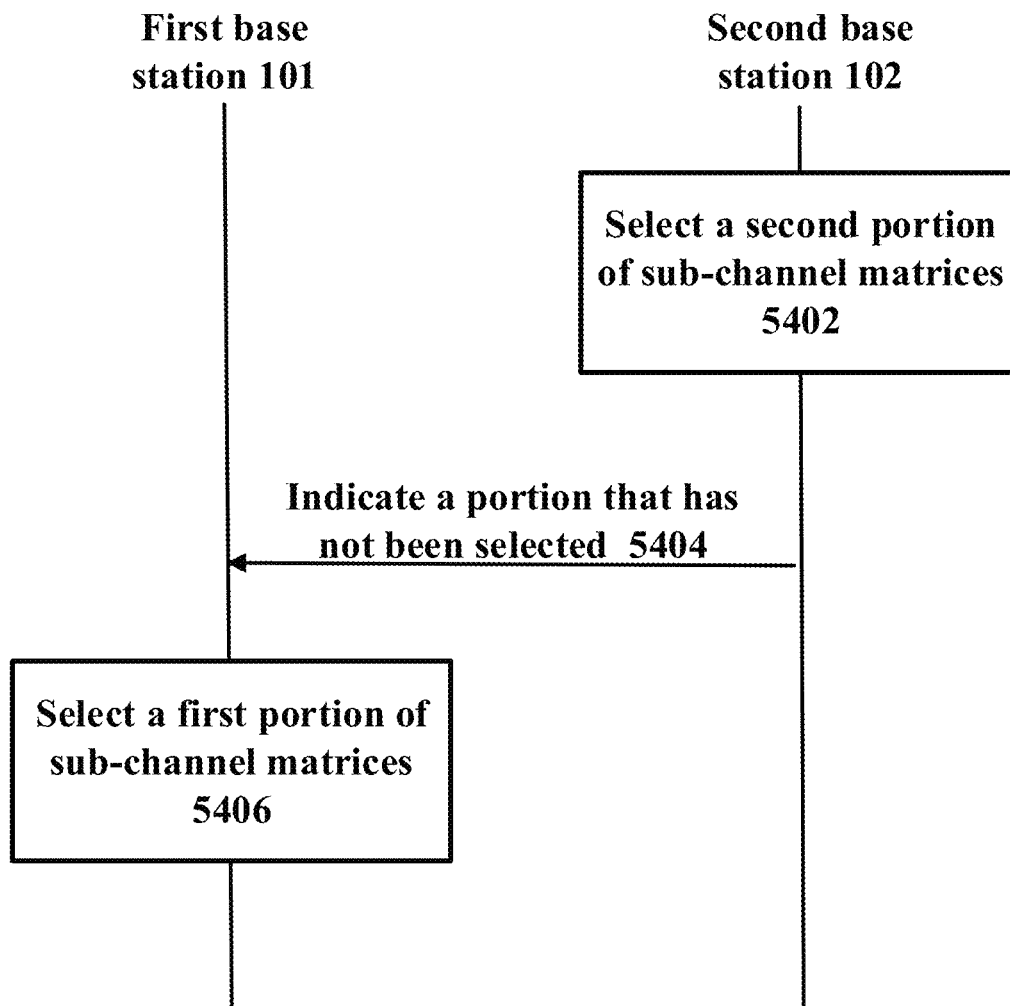 First base
station 101
Second base
station 102
Select a second portion
of sub-channel matrices
5402
Indicate a portion that has
not been selected 5404
Select a first portion of
sub-channel matrices
5406